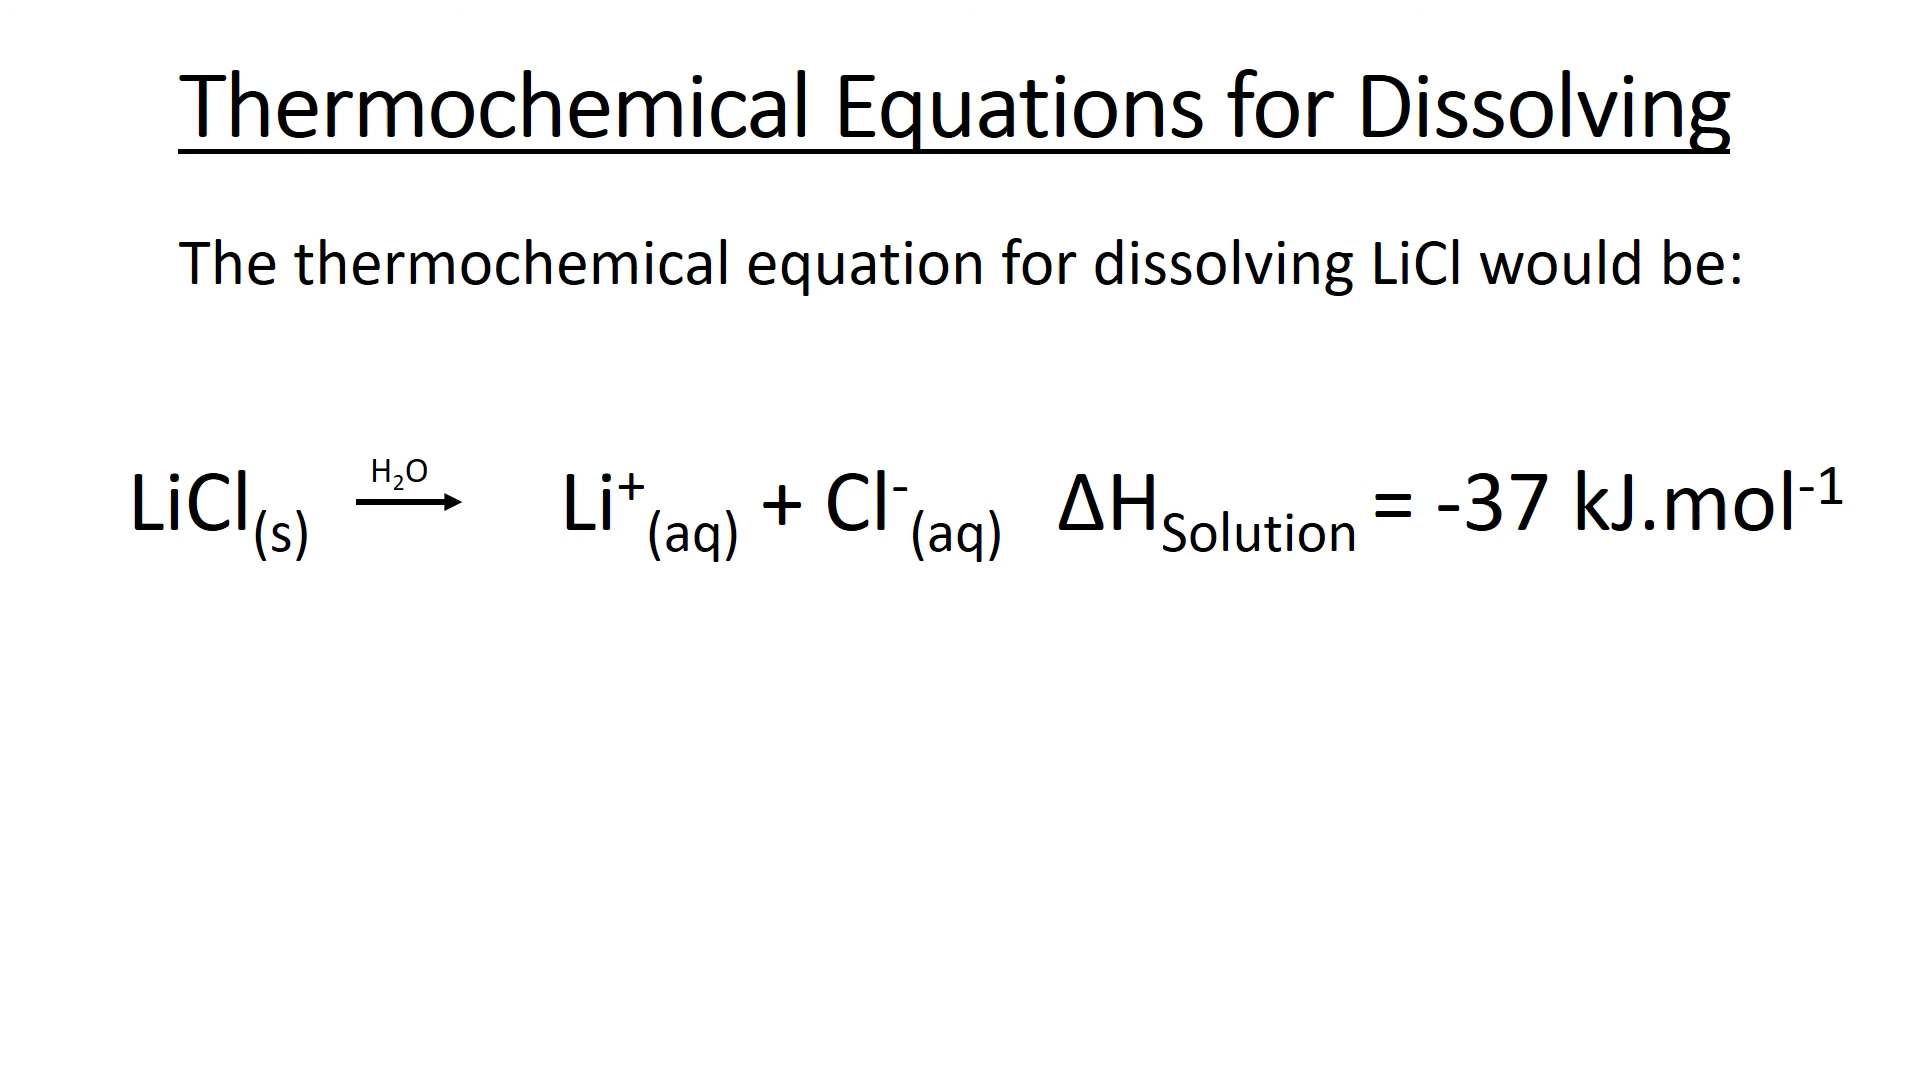 Thermochemical Equations for Dissolving
The thermochemical equation for dissolving LiCl would be:
H₂O
LiCl₍s₎ → Li⁺(aq) + Cl⁻(aq) ΔHSolution = -37 kJ.mol⁻¹